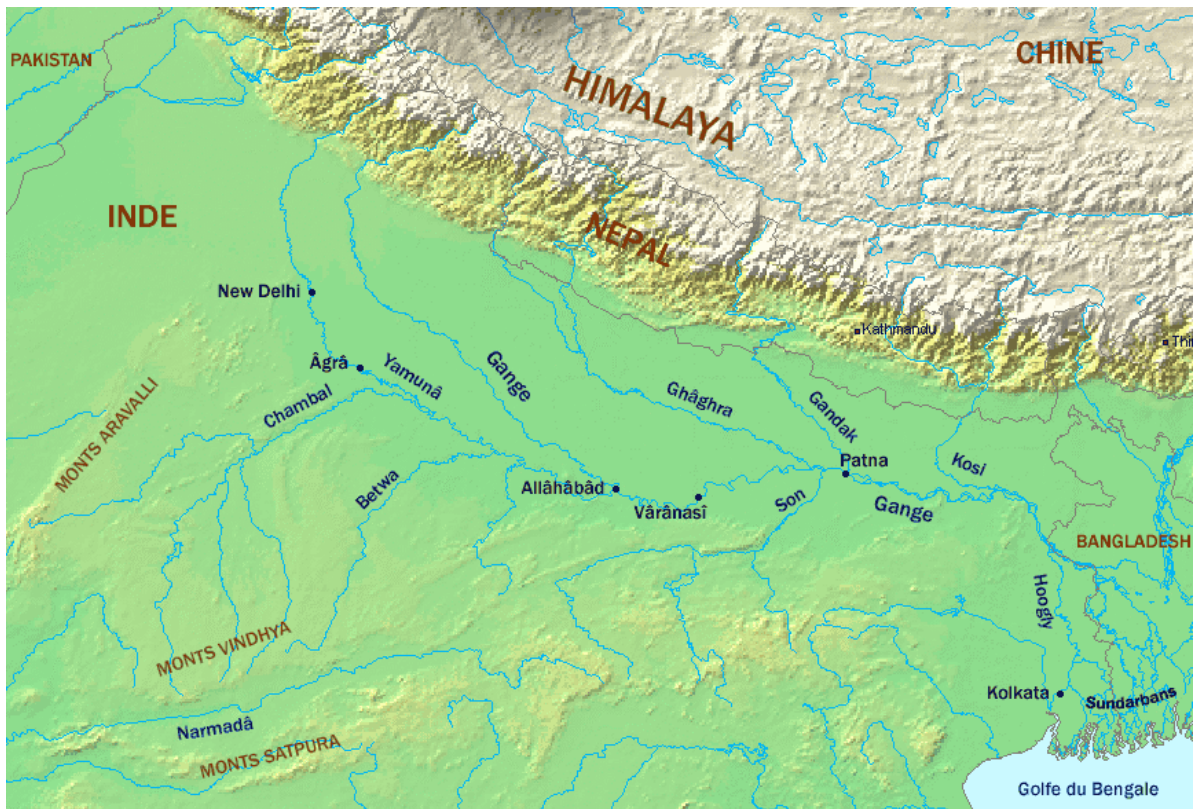 PAKISTAN
CHINE
HIMALAYA
INDE
NEPAL
New Delhi
Kathmandu
Âgrâ
Yamunâ
Gange
Chambal
Ghâghra
Gandak
MONTS ARAVALLI
Betwa
Allâhâbâd
Vârânasî
Son
Patna
Kosi
Gange
BANGLADESH
Hoogly
MONTS VINDHYA
Kolkata
Sundarbans
Narmadâ
MONTS SATPURA
Golfe du Bengale